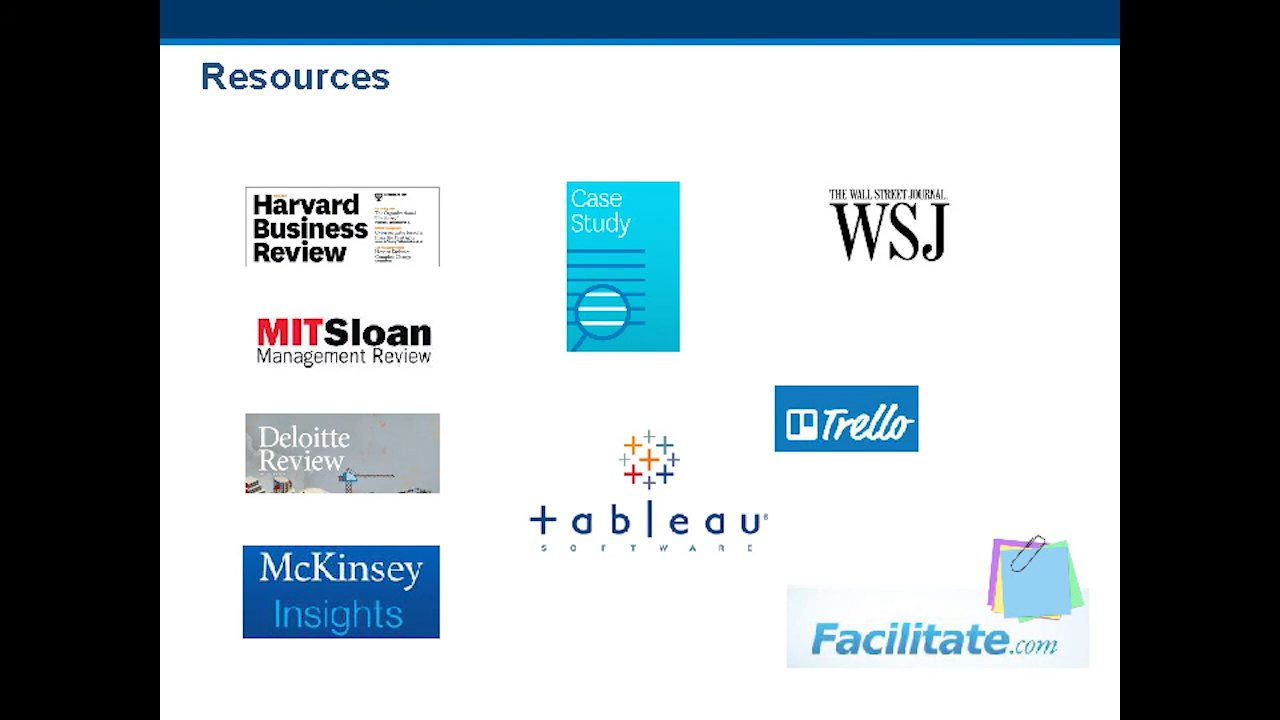 Resources
Harvard
Business
Review
MITSloan
Management Review
Deloitte
Review
McKinsey
Insights
Case
Study
tableau
SOFTWARE
THE WALL STREET JOURNAL.
WSJ
Trello
Facilitate.com